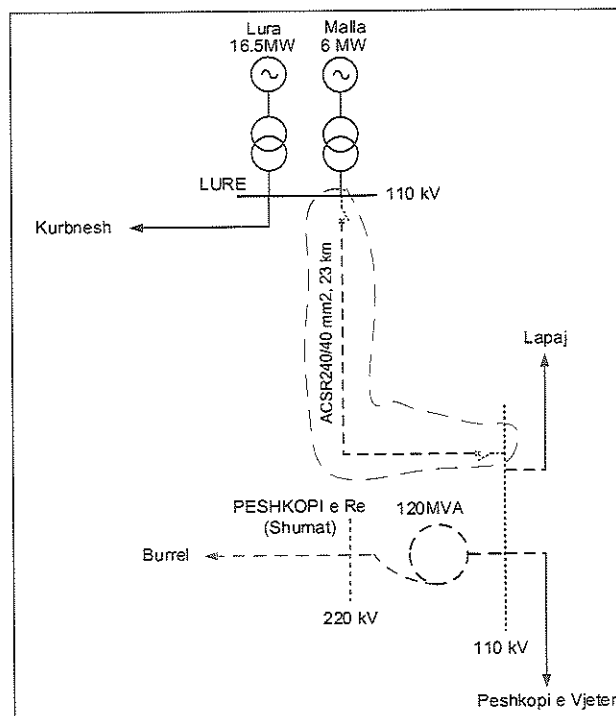 Lura
16.5MW
Malla
6 MW
LURE
110 kV
Kurbnesh
ACSR240/40 mm2, 23 km
Lapaj
PESHKOPI e Re
(Shumat)
120MVA
Burrel
220 kV
110 kV
Peshkopi e Vjeter